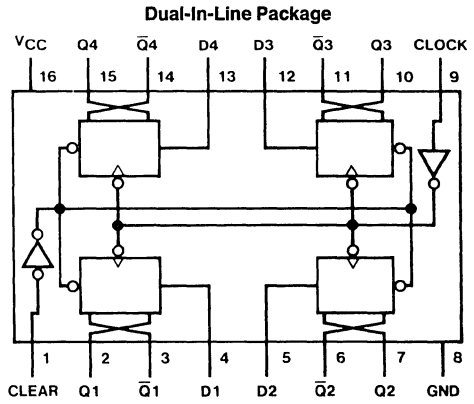 Dual-In-Line Package
VCC Q4 Q̅4 D4 D3 Q̅3 Q3 CLOCK
16 15 14 13 12 11 10 9
1 2 3 4 5 6 7 8
CLEAR Q1 Q̅1 D1 D2 Q̅2 Q2 GND